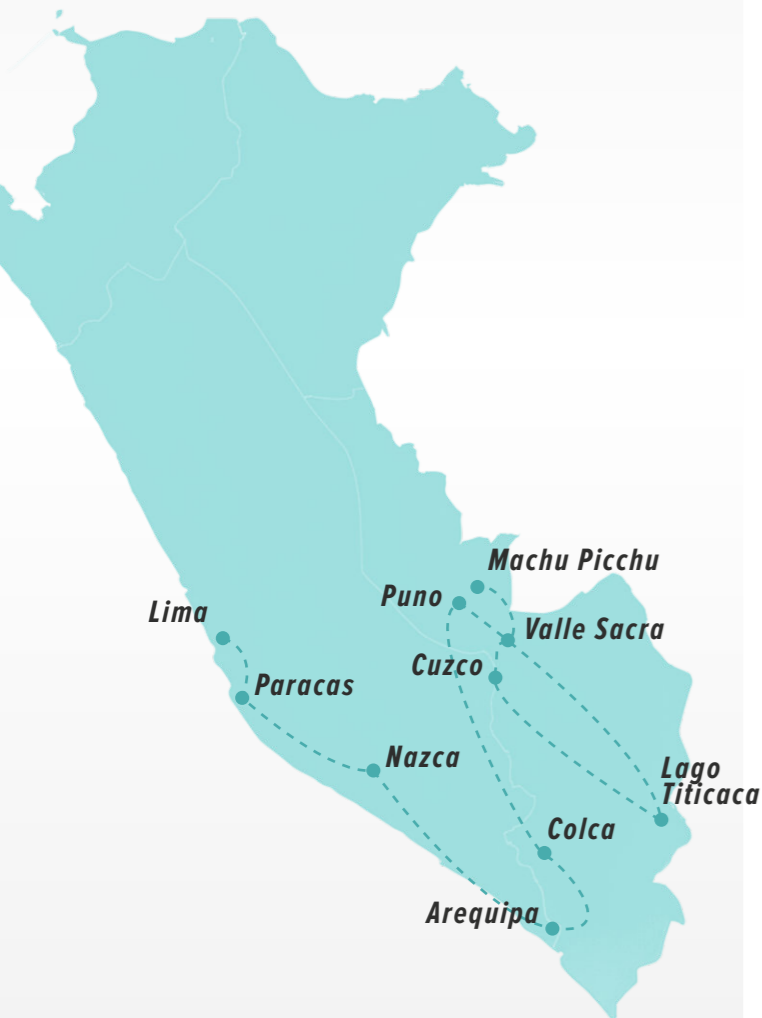 Machu Picchu
Puno
Lima
Valle Sacra
Cuzco
Paracas
Nazca
Lago
Titicaca
Colca
Arequipa